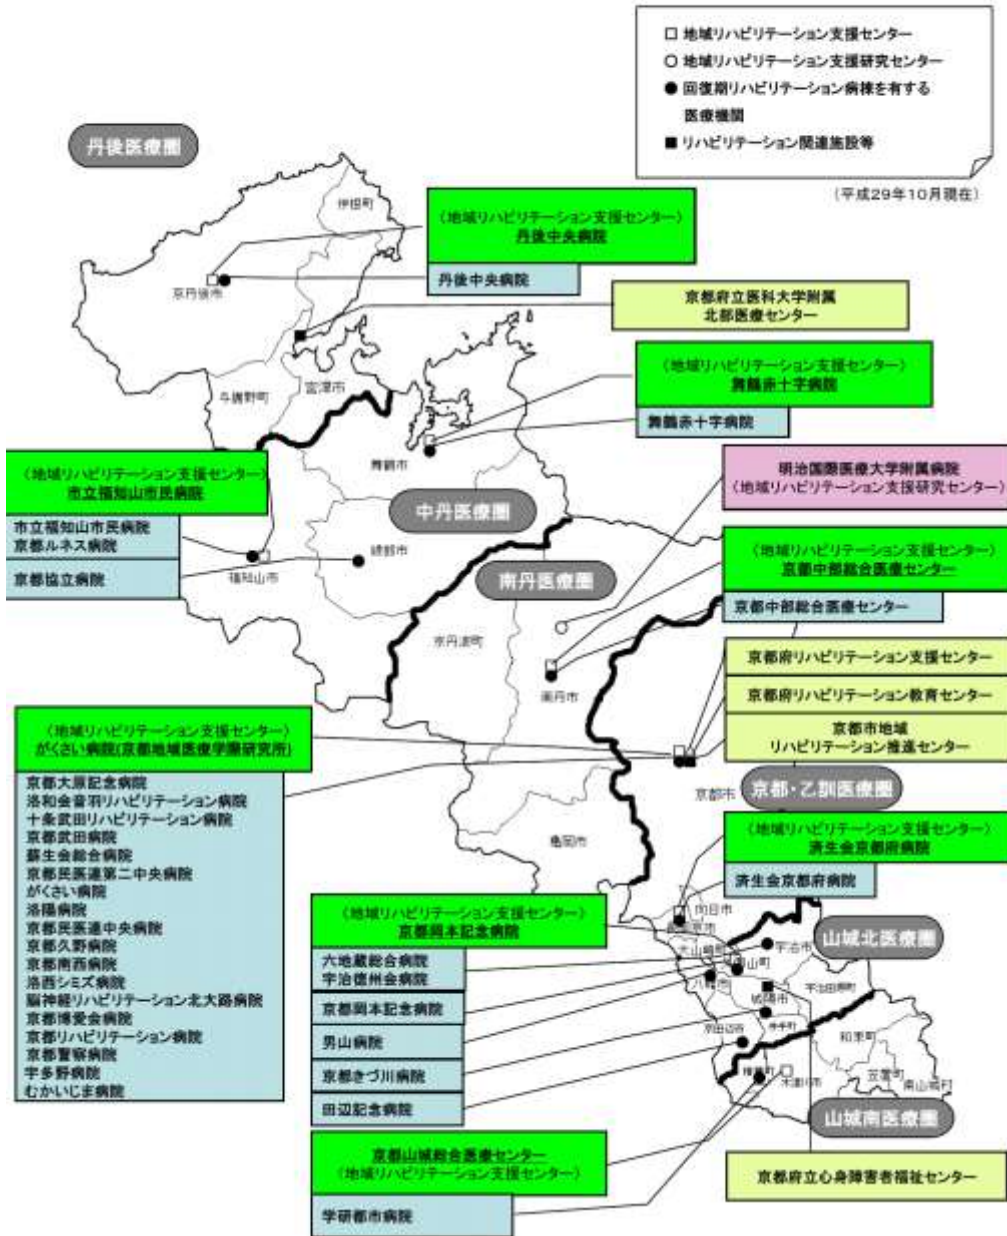 □ 地域リハビリテーション支援センター
○ 地域リハビリテーション支援研究センター
● 回復期リハビリテーション病棟を有する
医療機関
■ リハビリテーション関連施設等
(平成29年10月現在)
丹後医療圏
伊根町
〈地域リハビリテーション支援センター〉
丹後中央病院
丹後中央病院
京丹後市
京都府立医科大学附属
北部医療センター
宮津市
与謝野町
〈地域リハビリテーション支援センター〉
舞鶴赤十字病院
舞鶴赤十字病院
舞鶴市
〈地域リハビリテーション支援センター〉
市立福知山市民病院
市立福知山市民病院
京都ルネス病院
京都協立病院
福知山市
綾部市
中丹医療圏
明治国際医療大学附属病院
〈地域リハビリテーション支援研究センター〉
南丹医療圏
〈地域リハビリテーション支援センター〉
京都中部総合医療センター
京都中部総合医療センター
京丹波町
南丹市
京都府リハビリテーション支援センター
京都府リハビリテーション教育センター
京都市地域
リハビリテーション推進センター
〈地域リハビリテーション支援センター〉
がくさい病院(京都地域医療学際研究所)
京都大原記念病院
洛和会音羽リハビリテーション病院
十条武田リハビリテーション病院
京都武田病院
蘇生会総合病院
京都民医連第二中央病院
がくさい病院
洛陽病院
京都民医連中央病院
京都久野病院
京都南西病院
洛西シミズ病院
脳神経リハビリテーション北大路病院
京都博愛会病院
京都リハビリテーション病院
京都警察病院
宇多野病院
むかいじま病院
京都市
京都・乙訓医療圏
亀岡市
〈地域リハビリテーション支援センター〉
済生会京都府病院
済生会京都府病院
向日市
大山崎町
〈地域リハビリテーション支援センター〉
京都岡本記念病院
六地蔵総合病院
宇治徳州会病院
京都岡本記念病院
男山病院
京都きづ川病院
田辺記念病院
山城北医療圏
宇治市
八幡市
城陽市
宇治田原町
京田辺市
井手町
和束町
笠置町
南山城村
木津川市
山城南医療圏
京都山城総合医療センター
〈地域リハビリテーション支援センター〉
学研都市病院
京都府立心身障害者福祉センター